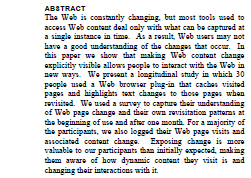 ABSTRACT
The Web is constantly changing, but most tools used to
access Web content deal only with what can be captured at
a single instance in time. As a result, Web users may not
have a good understanding of the changes that occur. In
this paper we show that making Web content change
explicitly visible allows people to interact with the Web in
new ways. We present a longitudinal study in which 30
people used a Web browser plug-in that caches visited
pages and highlights text changes to those pages when
revisited. We used a survey to capture their understanding
of Web page change and their own revisitation patterns at
the beginning of use and after one month. For a majority of
the participants, we also logged their Web page visits and
associated content change. Exposing change is more
valuable to our participants than initially expected, making
them aware of how dynamic content they visit is and
changing their interactions with it.